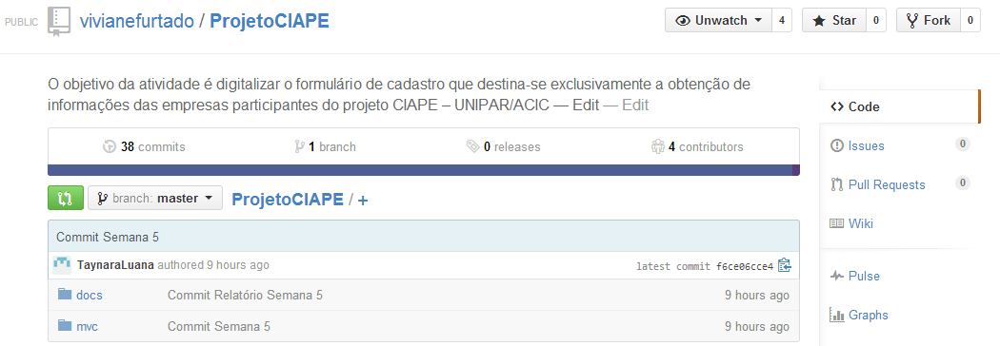 PUBLIC vivianefurtado / ProjetoCIAPE Unwatch 4 Star 0 Fork 0
O objetivo da atividade é digitalizar o formulário de cadastro que destina-se exclusivamente a obtenção de
informações das empresas participantes do projeto CIAPE – UNIPAR/ACIC — Edit — Edit
38 commits 1 branch 0 releases 4 contributors
branch: master ProjetoCIAPE / +
Commit Semana 5
TaynaraLuana authored 9 hours ago latest commit f6ce06cce4
docs Commit Relatório Semana 5 9 hours ago
mvc Commit Semana 5 9 hours ago
Code
Issues 0
Pull Requests 0
Wiki
Pulse
Graphs